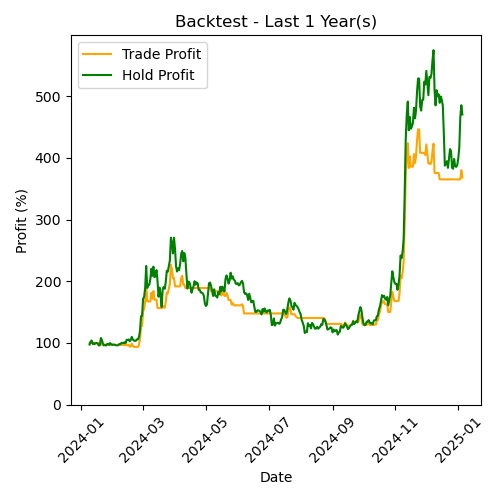 Backtest - Last 1 Year(s)
Trade Profit
Hold Profit
Profit (%)
500
400
300
200
100
0
2024-01
2024-03
2024-05
2024-07
2024-09
2024-11
2025-01
Date